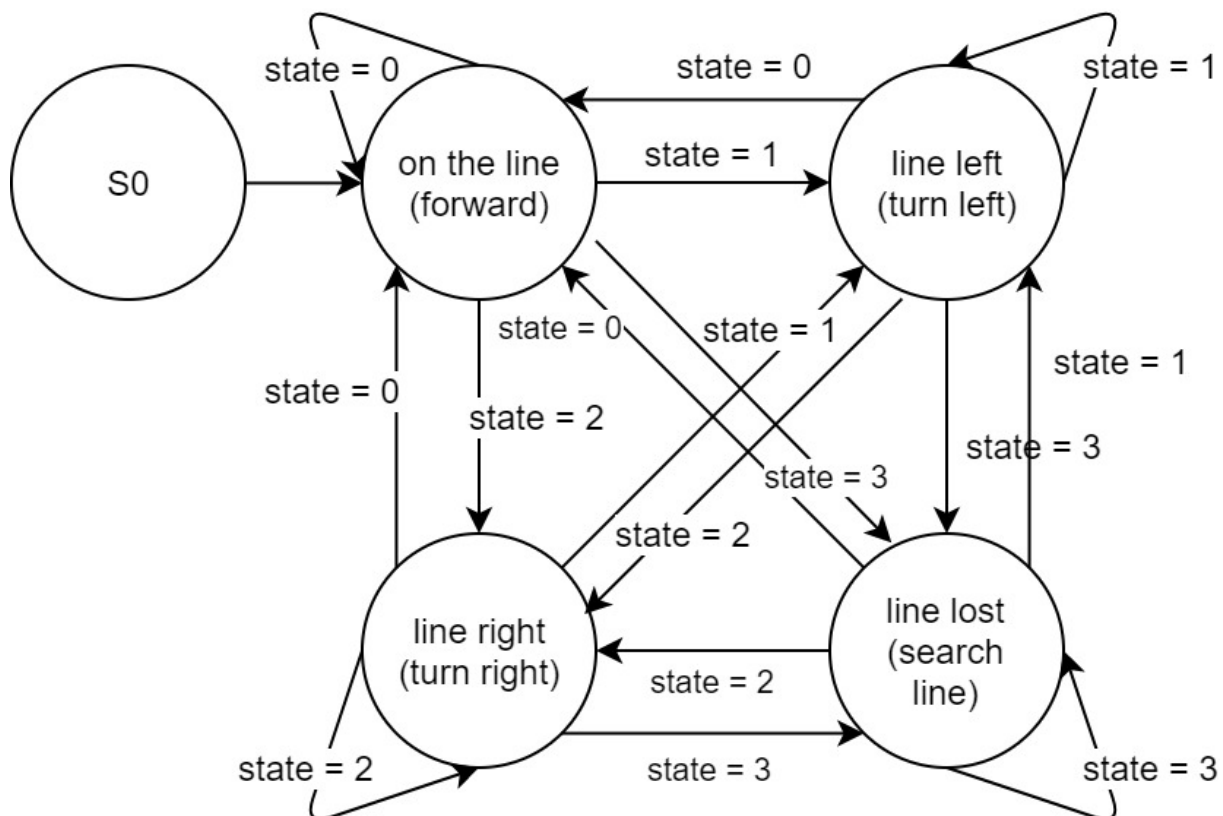 state = 0
state = 0
state = 1
S0
on the line
(forward)
state = 1
line left
(turn left)
state = 0
state = 1
state = 0
state = 1
state = 2
state = 3
state = 3
state = 2
line right
(turn right)
line lost
(search
line)
state = 2
state = 2
state = 3
state = 3